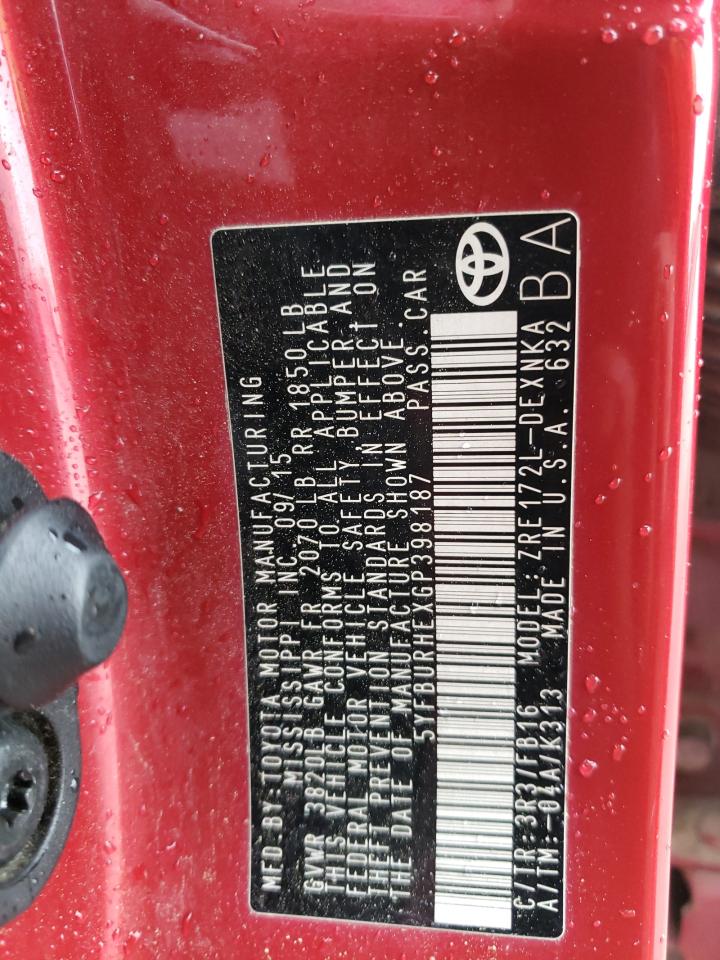 MFD BY:TOYOTA MOTOR MANUFACTURING
MISSISSIPPI INC.09/15
GVWR 3820LB GAWR FR 2070LB RR 1850LB
THIS VEHICLE CONFORMS TO ALL APPLICABLE
FEDERAL MOTOR VEHICLE SAFETY, BUMPER, AND
THEFT PREVENTION STANDARDS IN EFFECT ON
THE DATE OF MANUFACTURE SHOWN ABOVE.
5YFBURHEXGP398187 PASS.CAR
C/TR: 3R3/FB16 MODEL: ZRE172L-DEXNKA
A/TM:-04A/K313 MADE IN U.S.A. 632
BA